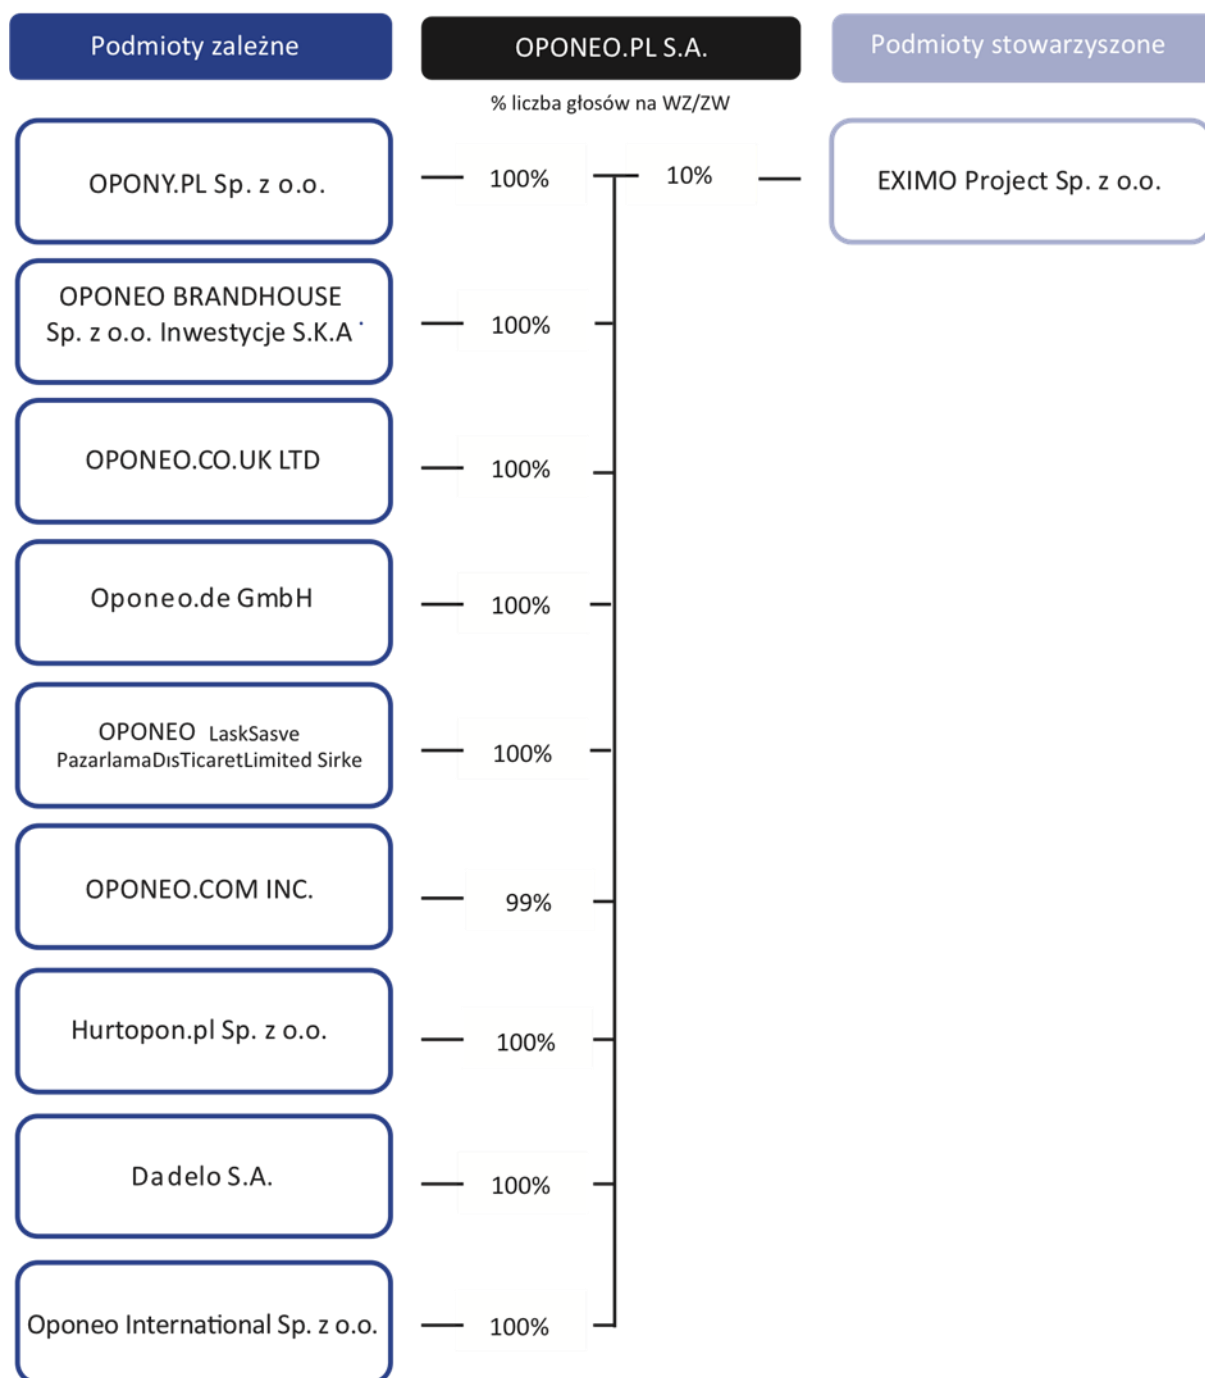 Podmioty zależne
OPONEO.PL S.A.
Podmioty stowarzyszone
% liczba głosów na WZ/ZW
OPONY.PL Sp. z o.o.
100%
10%
EXIMO Project Sp. z o.o.
OPONEO BRANDHOUSE
Sp. z o.o. Inwestycje S.K.A
100%
OPONEO.CO.UK LTD
100%
Oponeo.de GmbH
100%
OPONEO LaskSasve
PazarlamaDısTicaretLimited Sirke
100%
OPONEO.COM INC.
99%
Hurtopon.pl Sp. z o.o.
100%
Dadelo S.A.
100%
Oponeo International Sp. z o.o.
100%